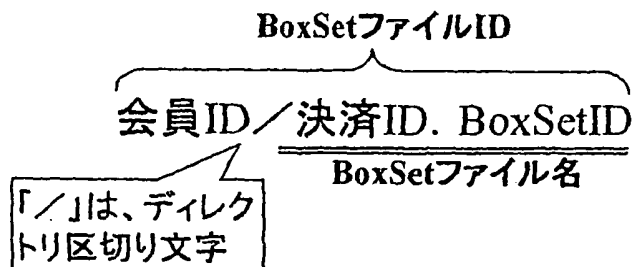 BoxSetファイルID
会員ID／決済ID. BoxSetID
BoxSetファイル名
「／」は、ディレク
トリ区切り文字